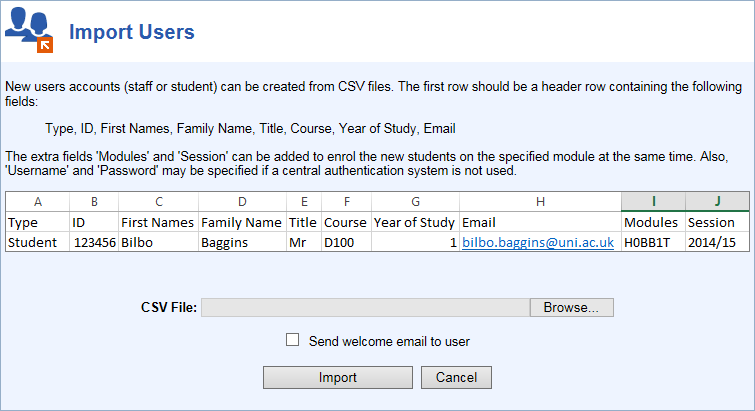 Import Users
New users accounts (staff or student) can be created from CSV files. The first row should be a header row containing the following
fields:
Type, ID, First Names, Family Name, Title, Course, Year of Study, Email
The extra fields 'Modules' and 'Session' can be added to enrol the new students on the specified module at the same time. Also,
'Username' and 'Password' may be specified if a central authentication system is not used.
A B C D E F G H I J
Type ID First Names Family Name Title Course Year of Study Email Modules Session
Student 123456 Bilbo Baggins Mr D100 1 bilbo.baggins@uni.ac.uk H0BB1T 2014/15
CSV File: Browse...
Send welcome email to user
Import Cancel